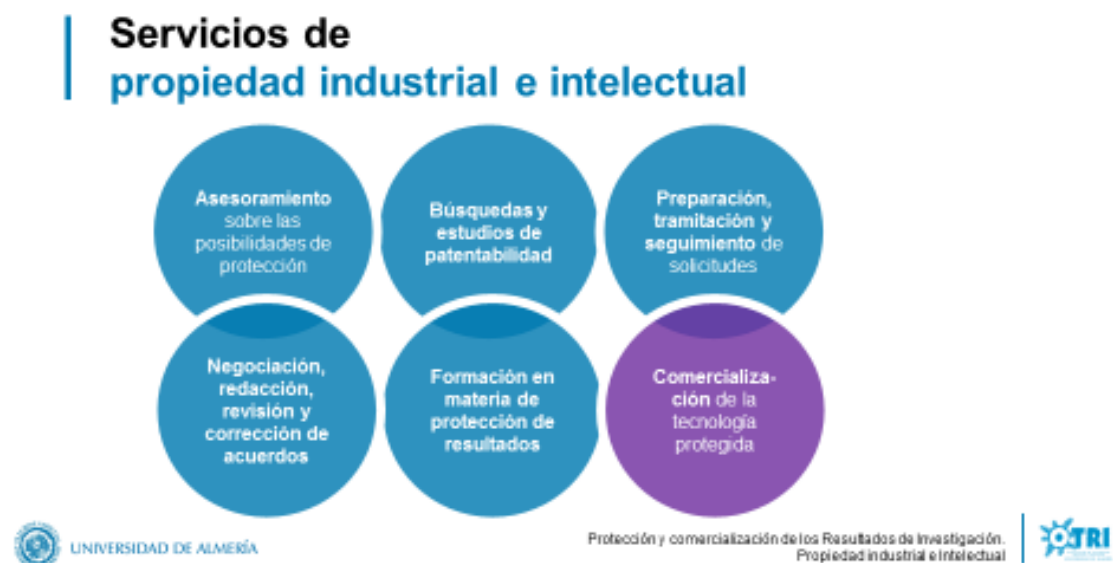 Servicios de
propiedad industrial e intelectual
Asesoramiento
sobre las
posibilidades de
protección
Búsquedas y
estudios de
patentabilidad
Preparación,
tramitación y
seguimiento de
solicitudes
Negociación,
redacción,
revisión y
corrección de
acuerdos
Formación en
materia de
protección de
resultados
Comercializa-
ción de la
tecnología
protegida
UNIVERSIDAD DE ALMERÍA
Protección y comercialización de los Resultados de Investigación.
Propiedad industrial e Intelectual
OTRI